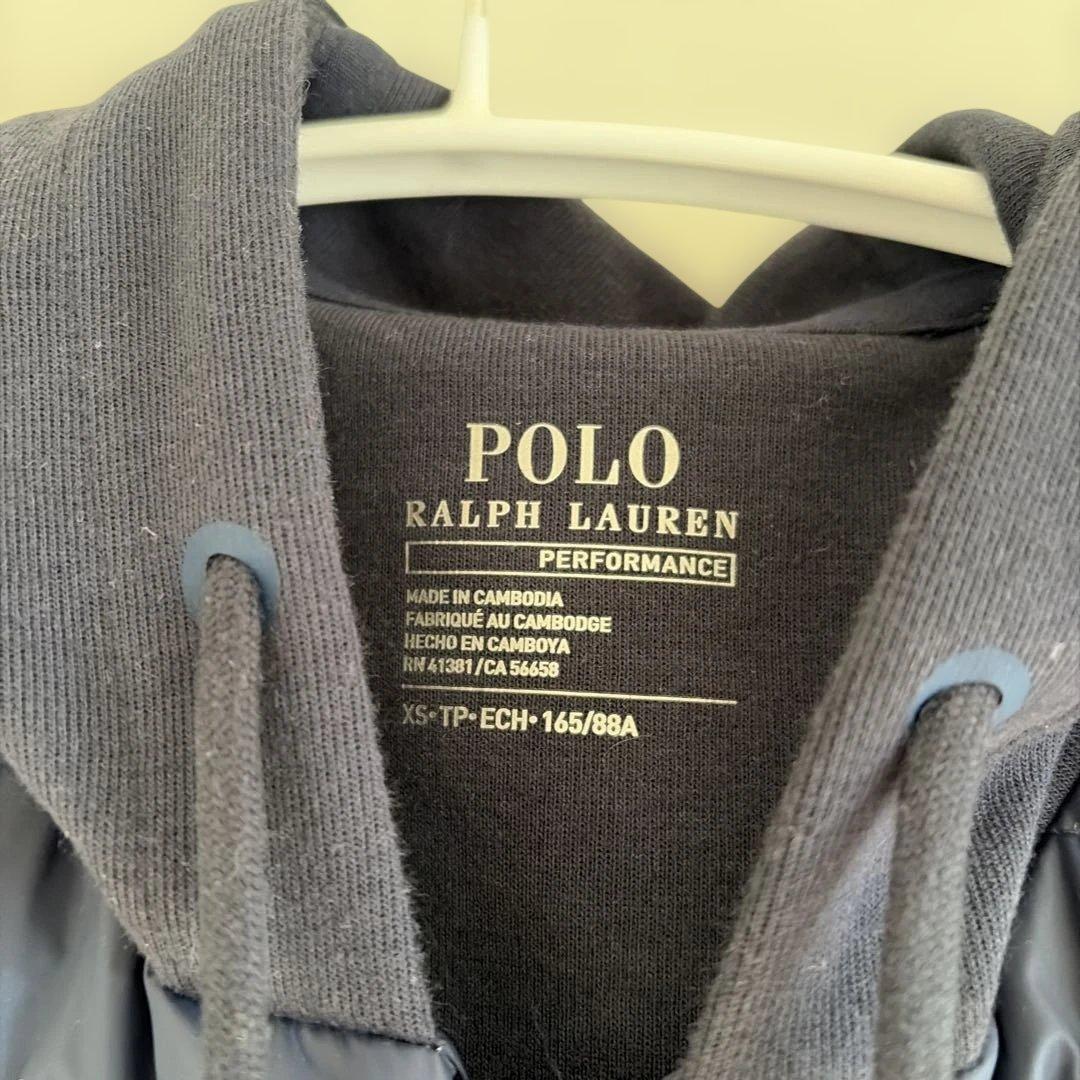 POLO
RALPH LAUREN
PERFORMANCE
MADE IN CAMBODIA
FABRIQUÉ AU CAMBODGE
HECHO EN CAMBOYA
RN 41381/CA 56658
XS•TP•ECH•165/88A